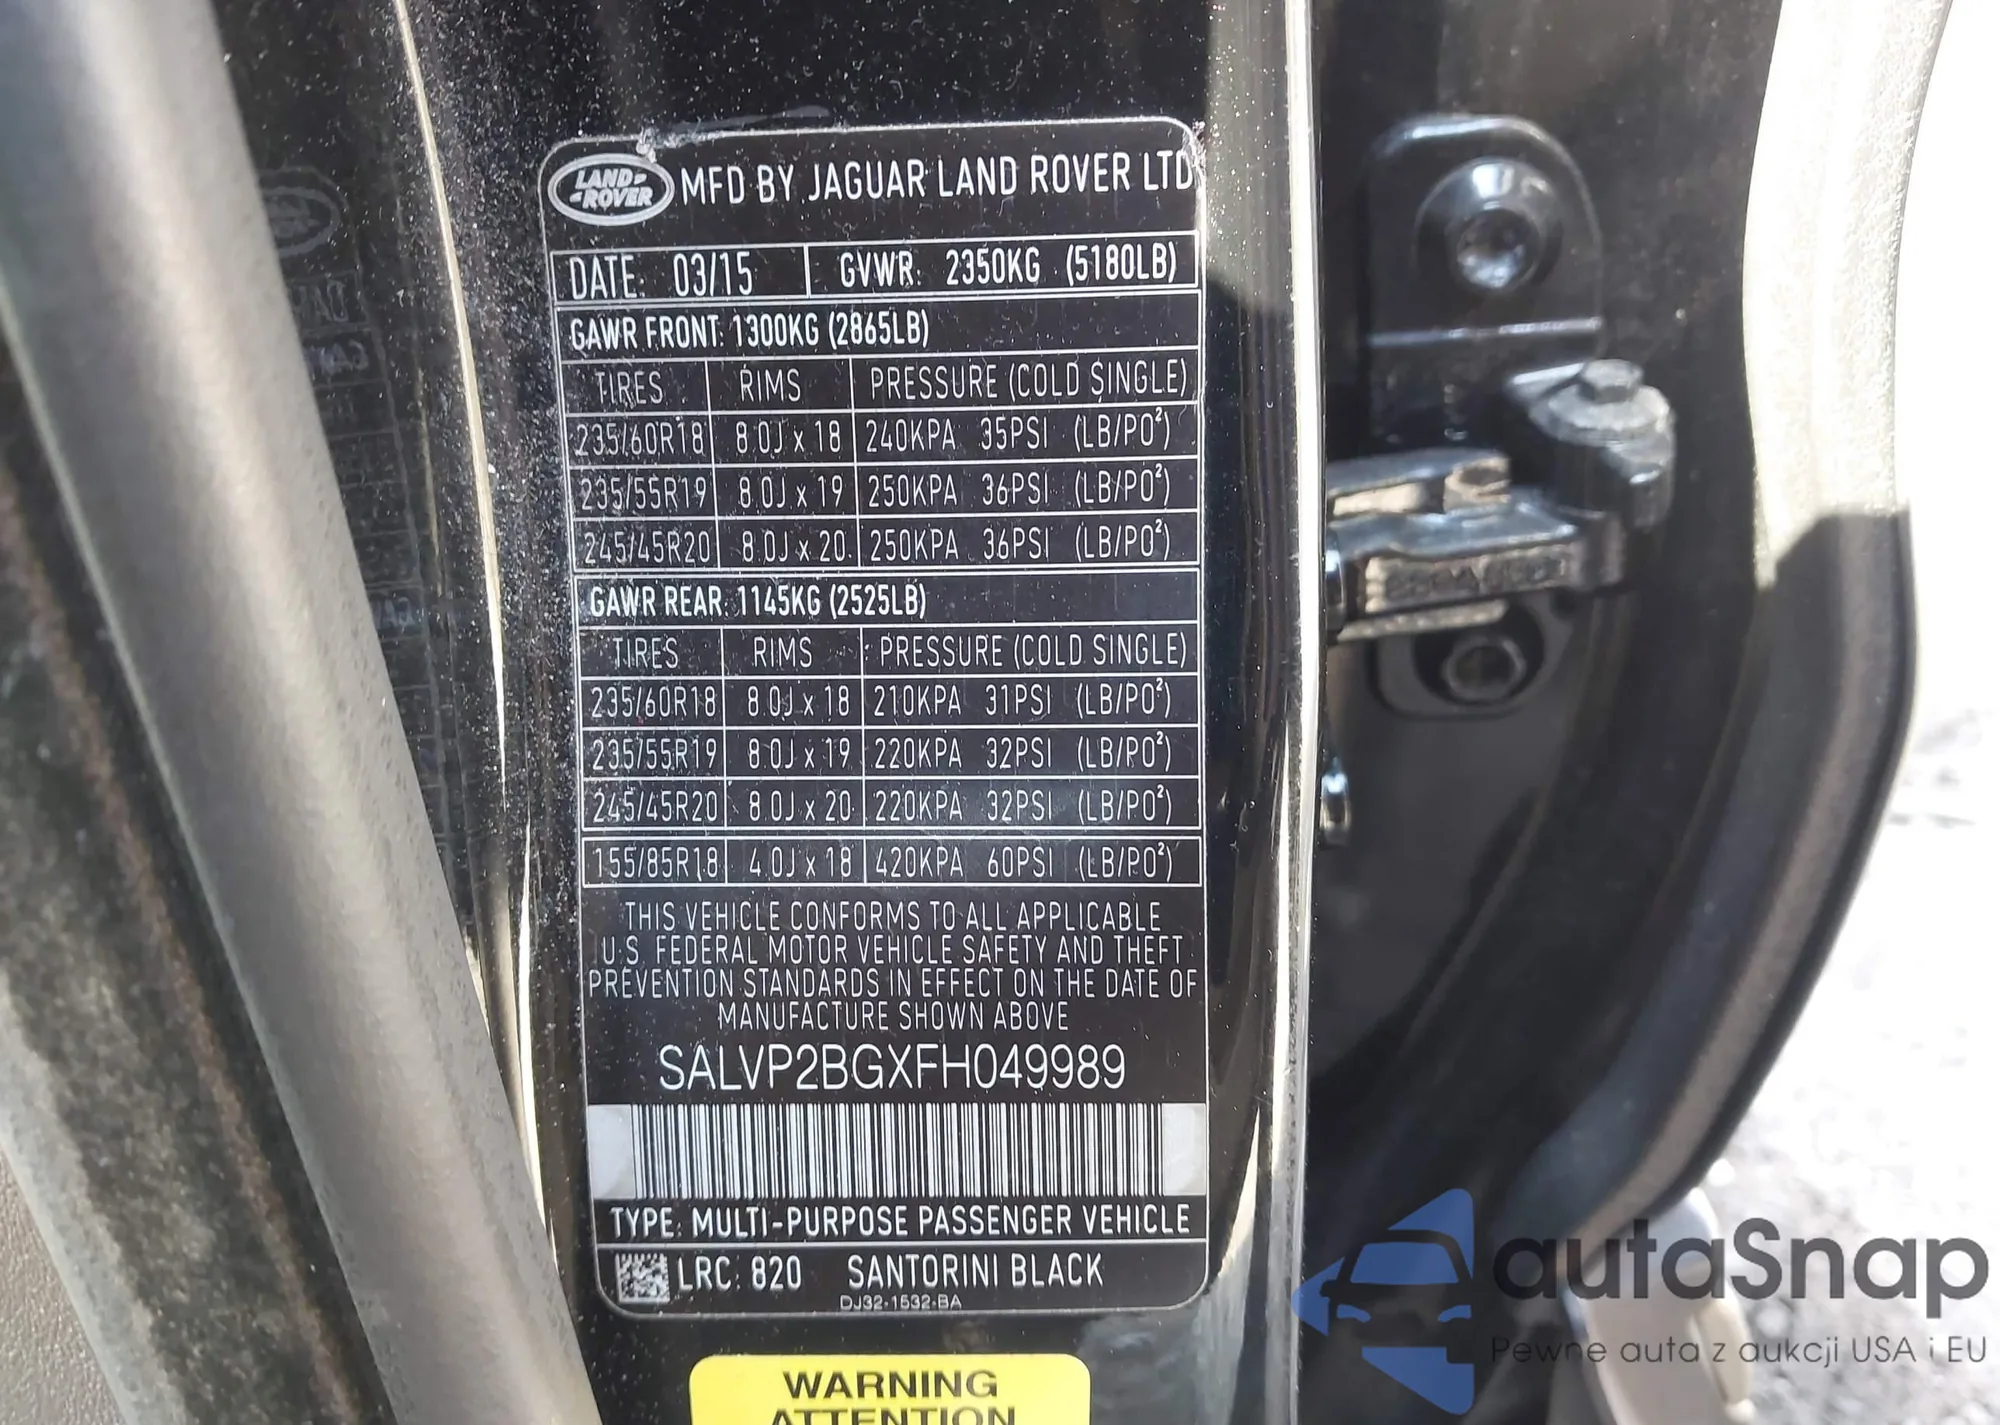 LAND-
-ROVER
MFD BY JAGUAR LAND ROVER LTD
DATE: 03/15 GVWR: 2350KG (5180LB)
GAWR FRONT: 1300KG (2865LB)
TIRES RIMS PRESSURE (COLD SINGLE)
235/60R18 8.0J x 18 240KPA 35PSI (LB/PO²)
235/55R19 8.0J x 19 250KPA 36PSI (LB/PO²)
245/45R20 8.0J x 20 250KPA 36PSI (LB/PO²)
GAWR REAR: 1145KG (2525LB)
TIRES RIMS PRESSURE (COLD SINGLE)
235/60R18 8.0J x 18 210KPA 31PSI (LB/PO²)
235/55R19 8.0J x 19 220KPA 32PSI (LB/PO²)
245/45R20 8.0J x 20 220KPA 32PSI (LB/PO²)
155/85R18 4.0J x 18 420KPA 60PSI (LB/PO²)
THIS VEHICLE CONFORMS TO ALL APPLICABLE
U.S. FEDERAL MOTOR VEHICLE SAFETY AND THEFT
PREVENTION STANDARDS IN EFFECT ON THE DATE OF
MANUFACTURE SHOWN ABOVE
SALVP2BGXFH049989
TYPE: MULTI-PURPOSE PASSENGER VEHICLE
LRC: 820 SANTORINI BLACK
DJ32-1532-BA
WARNING
ATTENTION
autaSnap
Pewne auta z aukcji USA i EU